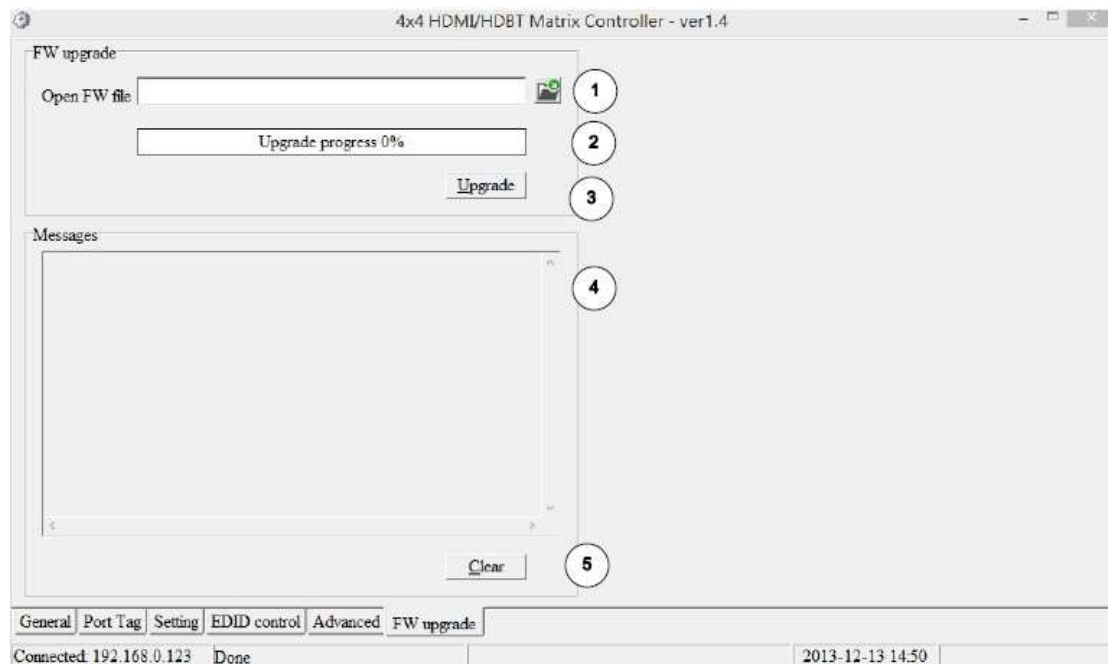 4x4 HDMI/HDBT Matrix Controller - ver1.4
FW upgrade
Open FW file
1
Upgrade progress 0%
2
Upgrade
3
Messages
4
Clear
5
General Port Tag Setting EDID control Advanced FW upgrade
Connected: 192.168.0.123 Done 2013-12-13 14:50